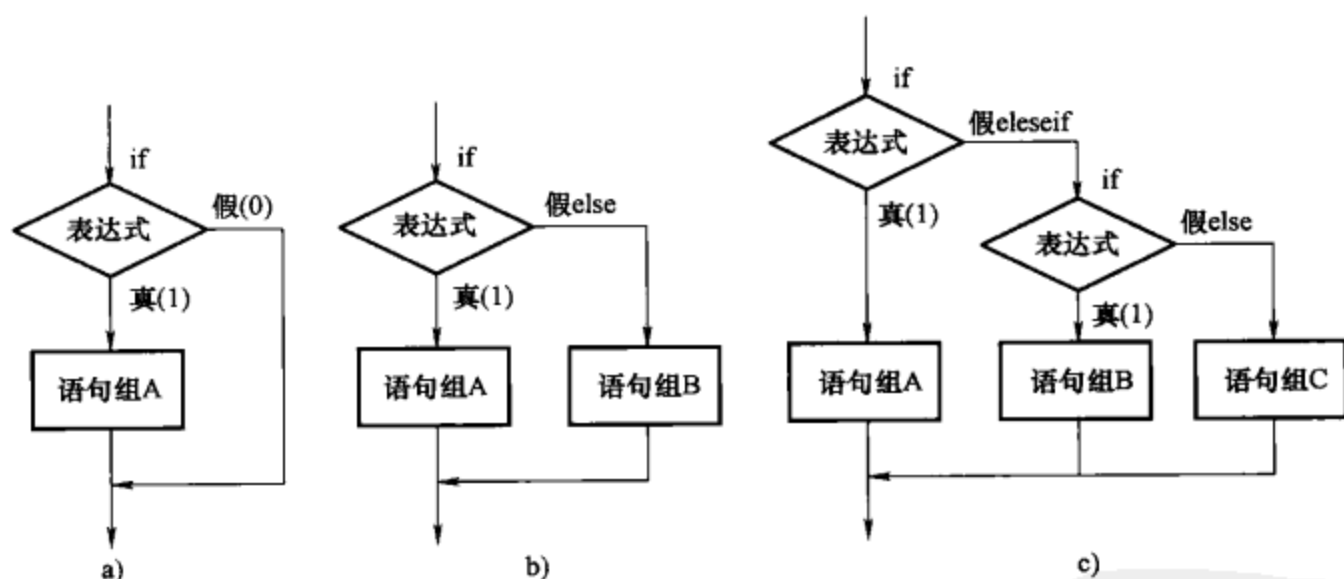 if
表达式
假(0)
真(1)
语句组A
a)
if
表达式
假else
真(1)
语句组A
语句组B
b)
if
表达式
假eleseif
真(1)
if
表达式
假else
真(1)
语句组A
语句组B
语句组C
c)